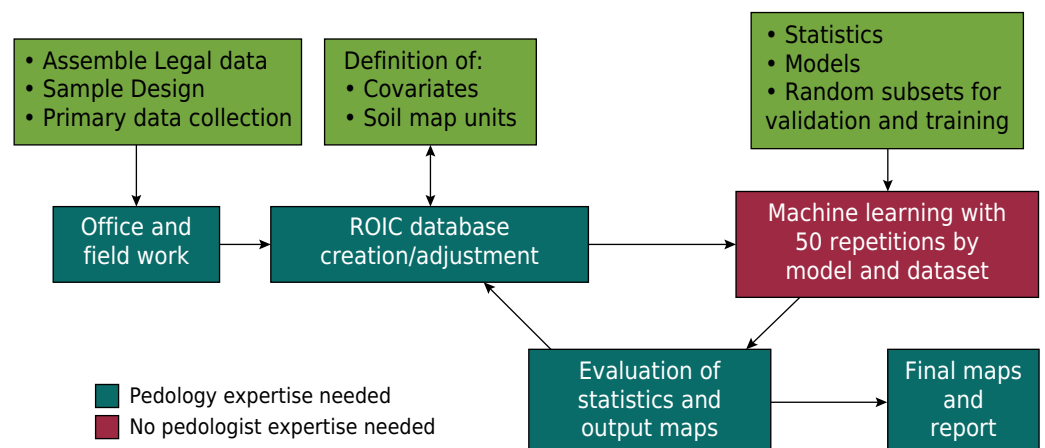 • Assemble Legal data
• Sample Design
• Primary data collection
Definition of:
• Covariates
• Soil map units
• Statistics
• Models
• Random subsets for
validation and training
Office and
field work
ROIC database
creation/adjustment
Machine learning with
50 repetitions by
model and dataset
Evaluation of
statistics and
output maps
Final maps
and
report
Pedology expertise needed
No pedologist expertise needed